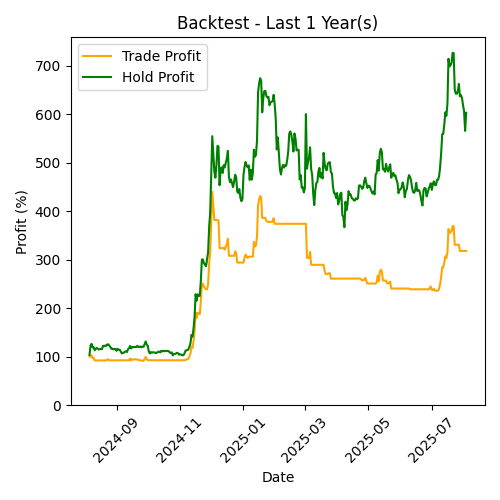 Backtest - Last 1 Year(s)
Trade Profit
Hold Profit
Profit (%)
700
600
500
400
300
200
100
0
2024-09
2024-11
2025-01
2025-03
2025-05
2025-07
Date